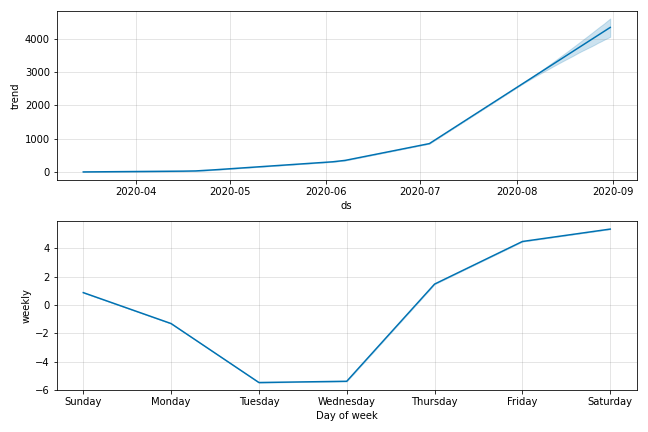 4000
3000
2000
1000
0
trend
2020-04 2020-05 2020-06 2020-07 2020-08 2020-09
ds
4
2
0
−2
−4
−6
weekly
Sunday Monday Tuesday Wednesday Thursday Friday Saturday
Day of week